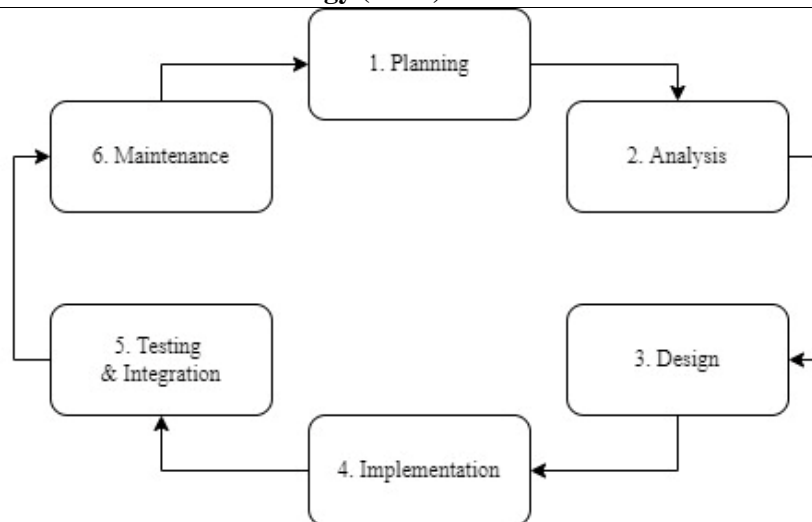 1. Planning
6. Maintenance
2. Analysis
5. Testing
& Integration
3. Design
4. Implementation